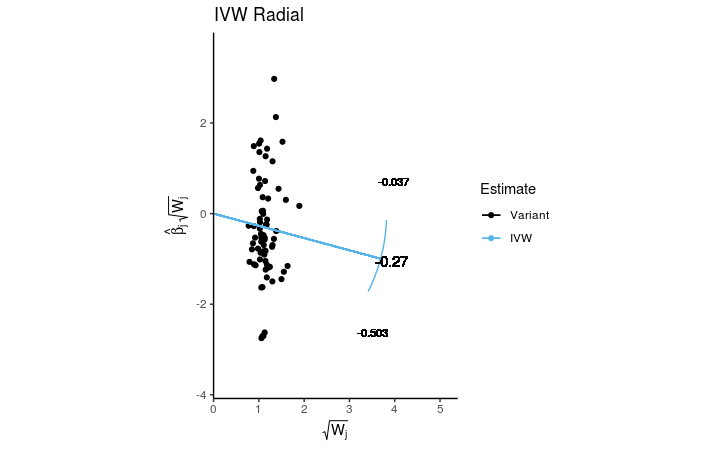 IVW Radial
2
0
-2
-4
β̂j√Wj
-0.037
-0.27
-0.503
0 1 2 3 4 5
√Wj
Estimate
Variant
IVW